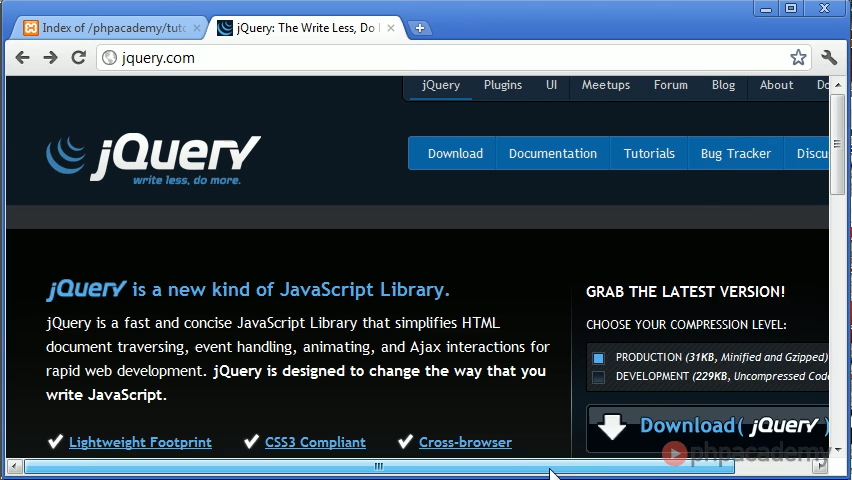 Index of /phpacademy/tuto
jQuery: The Write Less, Do
jquery.com
jQuery Plugins UI Meetups Forum Blog About Do
jQuery
write less, do more.
Download Documentation Tutorials Bug Tracker Discu
jQuery is a new kind of JavaScript Library.
jQuery is a fast and concise JavaScript Library that simplifies HTML
document traversing, event handling, animating, and Ajax interactions for
rapid web development. jQuery is designed to change the way that you
write JavaScript.
Lightweight Footprint CSS3 Compliant Cross-browser
GRAB THE LATEST VERSION!
CHOOSE YOUR COMPRESSION LEVEL:
PRODUCTION (31KB, Minified and Gzipped)
DEVELOPMENT (229KB, Uncompressed Code
Download( jQuery )
phpacademy